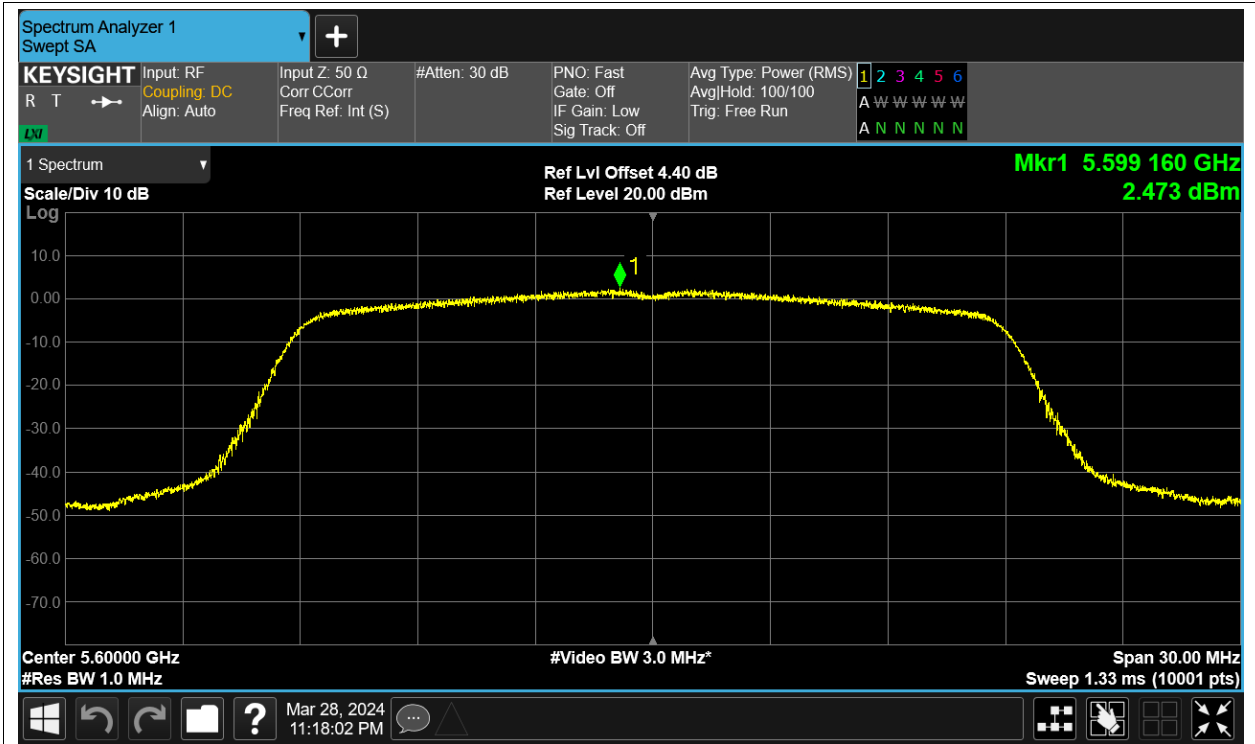 Spectrum Analyzer 1
Swept SA
KEYSIGHT
R T
LXI
Input: RF
Coupling: DC
Align: Auto
Input Z: 50 Ω
Corr CCorr
Freq Ref: Int (S)
#Atten: 30 dB
PNO: Fast
Gate: Off
IF Gain: Low
Sig Track: Off
Avg Type: Power (RMS)
Avg|Hold: 100/100
Trig: Free Run
1 2 3 4 5 6
A W W W W W
A N N N N N
1 Spectrum
Scale/Div 10 dB
Log
Ref Lvl Offset 4.40 dB
Ref Level 20.00 dBm
Mkr1 5.599 160 GHz
2.473 dBm
1
10.0
0.00
-10.0
-20.0
-30.0
-40.0
-50.0
-60.0
-70.0
Center 5.60000 GHz
#Res BW 1.0 MHz
#Video BW 3.0 MHz*
Span 30.00 MHz
Sweep 1.33 ms (10001 pts)
?
Mar 28, 2024
11:18:02 PM